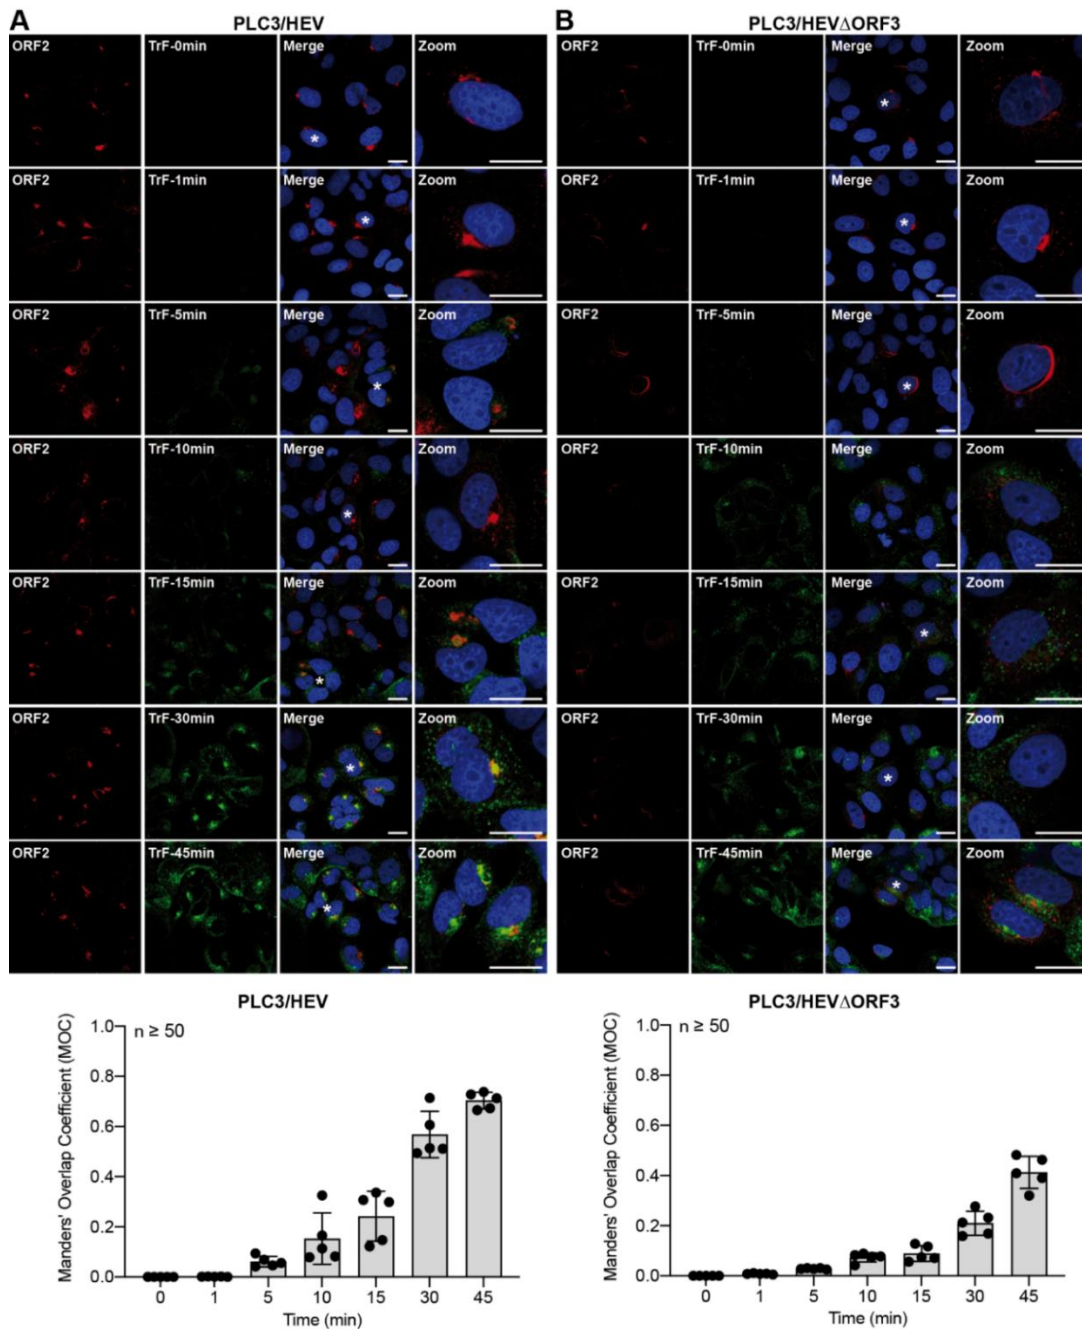 A PLC3/HEV
ORF2 TrF-0min Merge Zoom
*
ORF2 TrF-1min Merge Zoom
*
ORF2 TrF-5min Merge Zoom
*
ORF2 TrF-10min Merge Zoom
*
ORF2 TrF-15min Merge Zoom
*
ORF2 TrF-30min Merge Zoom
*
ORF2 TrF-45min Merge Zoom
*
B PLC3/HEVΔORF3
ORF2 TrF-0min Merge Zoom
*
ORF2 TrF-1min Merge Zoom
*
ORF2 TrF-5min Merge Zoom
*
ORF2 TrF-10min Merge Zoom
ORF2 TrF-15min Merge Zoom
*
ORF2 TrF-30min Merge Zoom
*
ORF2 TrF-45min Merge Zoom
*
PLC3/HEV
n ≥ 50
Manders' Overlap Coefficient (MOC)
1.0
0.8
0.6
0.4
0.2
0.0
0 1 5 10 15 30 45
Time (min)
PLC3/HEVΔORF3
n ≥ 50
Manders' Overlap Coefficient (MOC)
1.0
0.8
0.6
0.4
0.2
0.0
0 1 5 10 15 30 45
Time (min)